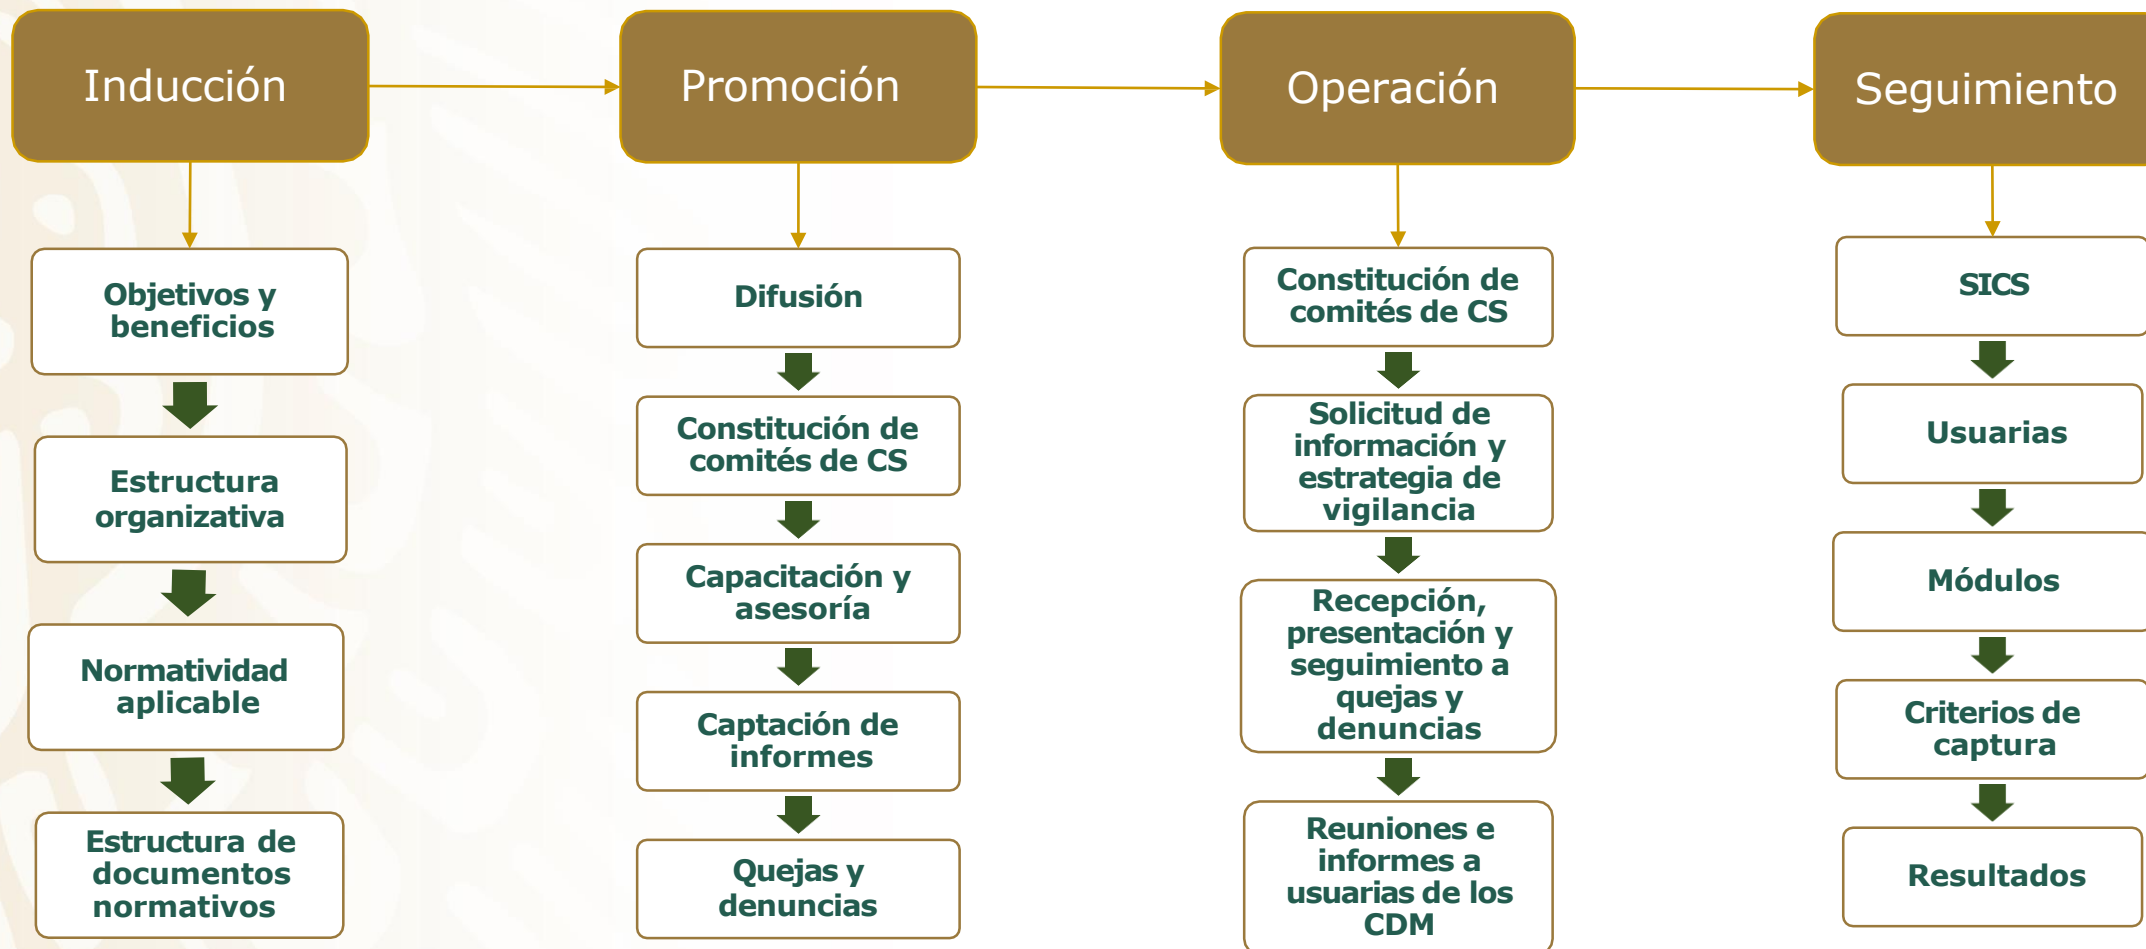 Inducción
Objetivos y
beneficios
Estructura
organizativa
Normatividad
aplicable
Estructura de
documentos
normativos
Promoción
Difusión
Constitución de
comités de CS
Capacitación y
asesoría
Captación de
informes
Quejas y
denuncias
Operación
Constitución de
comités de CS
Solicitud de
información y
estrategia de
vigilancia
Recepción,
presentación y
seguimiento a
quejas y
denuncias
Reuniones e
informes a
usuarias de los
CDM
Seguimiento
SICS
Usuarias
Módulos
Criterios de
captura
Resultados